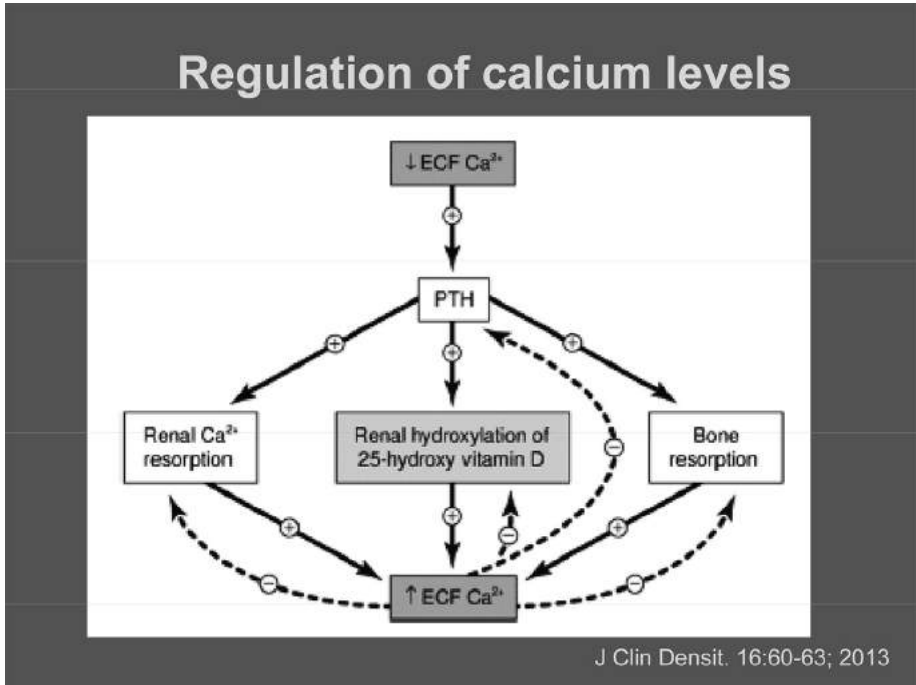 Regulation of calcium levels
↓ECF Ca²⁺
+
PTH
+
+
+
Renal Ca²⁺
resorption
Renal hydroxylation of
25-hydroxy vitamin D
Bone
resorption
−
+
+
−
+
−
−
↑ECF Ca²⁺
J Clin Densit. 16:60-63; 2013